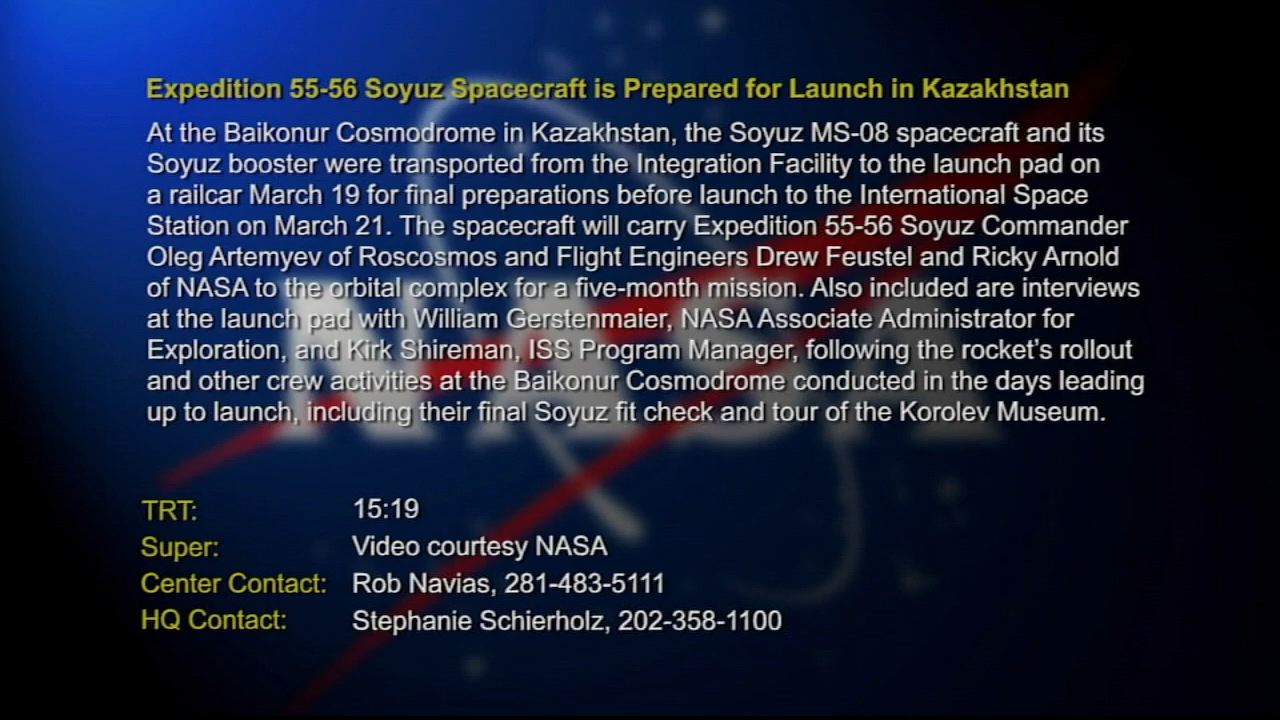 Expedition 55-56 Soyuz Spacecraft is Prepared for Launch in Kazakhstan
At the Baikonur Cosmodrome in Kazakhstan, the Soyuz MS-08 spacecraft and its
Soyuz booster were transported from the Integration Facility to the launch pad on
a railcar March 19 for final preparations before launch to the International Space
Station on March 21. The spacecraft will carry Expedition 55-56 Soyuz Commander
Oleg Artemyev of Roscosmos and Flight Engineers Drew Feustel and Ricky Arnold
of NASA to the orbital complex for a five-month mission. Also included are interviews
at the launch pad with William Gerstenmaier, NASA Associate Administrator for
Exploration, and Kirk Shireman, ISS Program Manager, following the rocket's rollout
and other crew activities at the Baikonur Cosmodrome conducted in the days leading
up to launch, including their final Soyuz fit check and tour of the Korolev Museum.
NASA
TRT: 15:19
Super: Video courtesy NASA
Center Contact: Rob Navias, 281-483-5111
HQ Contact: Stephanie Schierholz, 202-358-1100